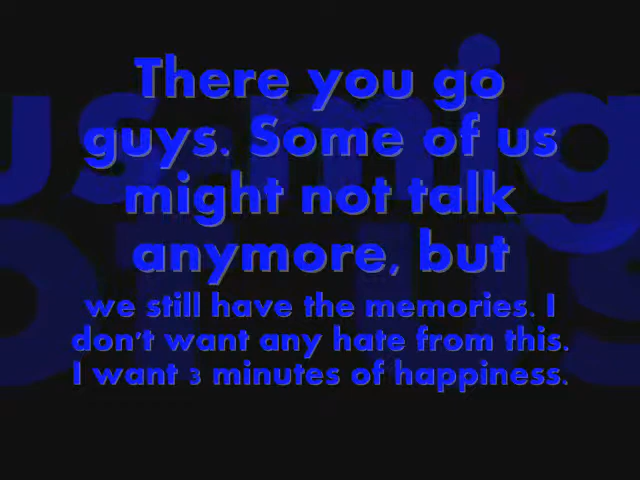 There you go
guys. Some of us
might not talk
anymore, but
we still have the memories. I
don't want any hate from this.
I want 3 minutes of happiness.